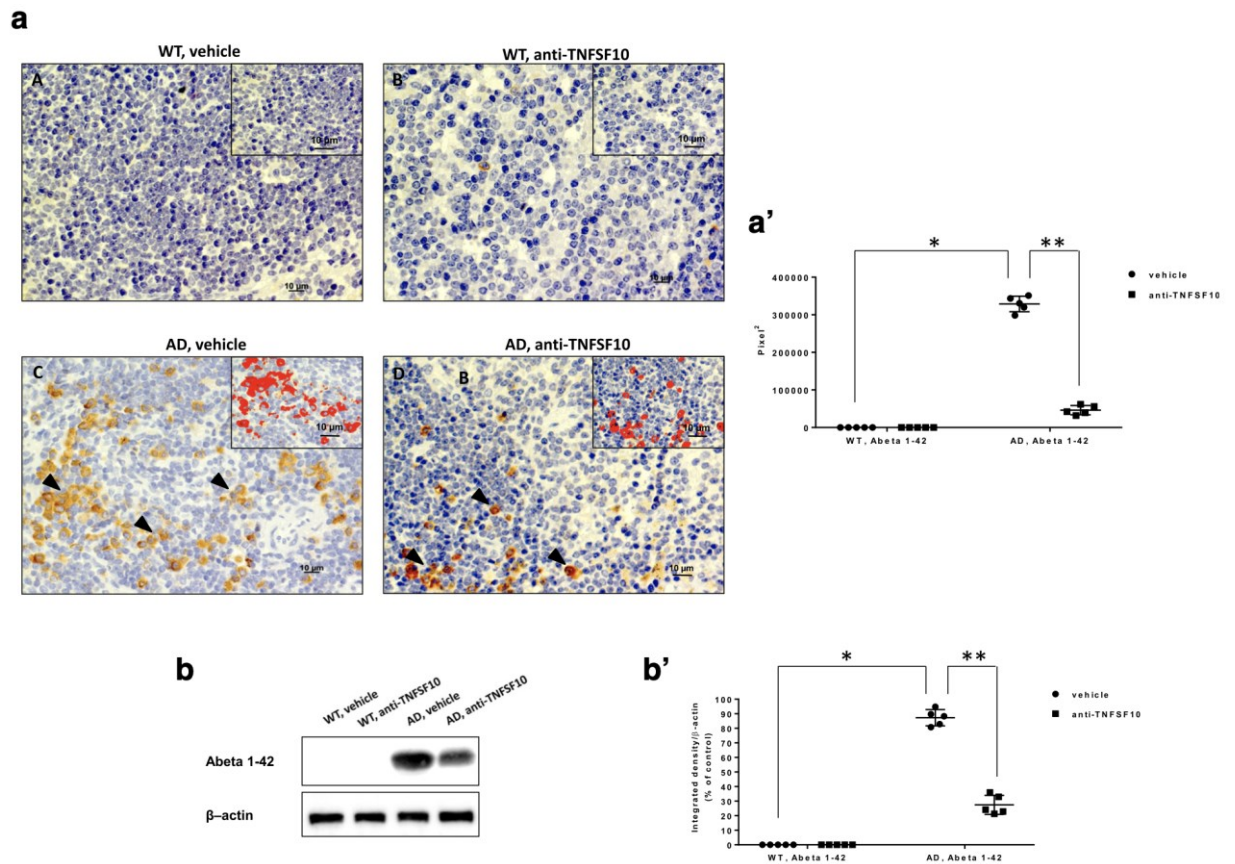 a
WT, vehicle
WT, anti-TNFSF10
A
10 µm
10 µm
B
10 µm
10 µm
AD, vehicle
AD, anti-TNFSF10
C
10 µm
10 µm
D
B
10 µm
10 µm
a’
*
**
Pixel²
400000
300000
200000
100000
0
WT, Abeta 1-42
AD, Abeta 1-42
vehicle
anti-TNFSF10
b
WT, vehicle
WT, anti-TNFSF10
AD, vehicle
AD, anti-TNFSF10
Abeta 1-42
β–actin
b’
*
**
Integrated density/β-actin
(% of control)
100
90
80
70
60
50
40
30
20
10
0
WT, Abeta 1-42
AD, Abeta 1-42
vehicle
anti-TNFSF10